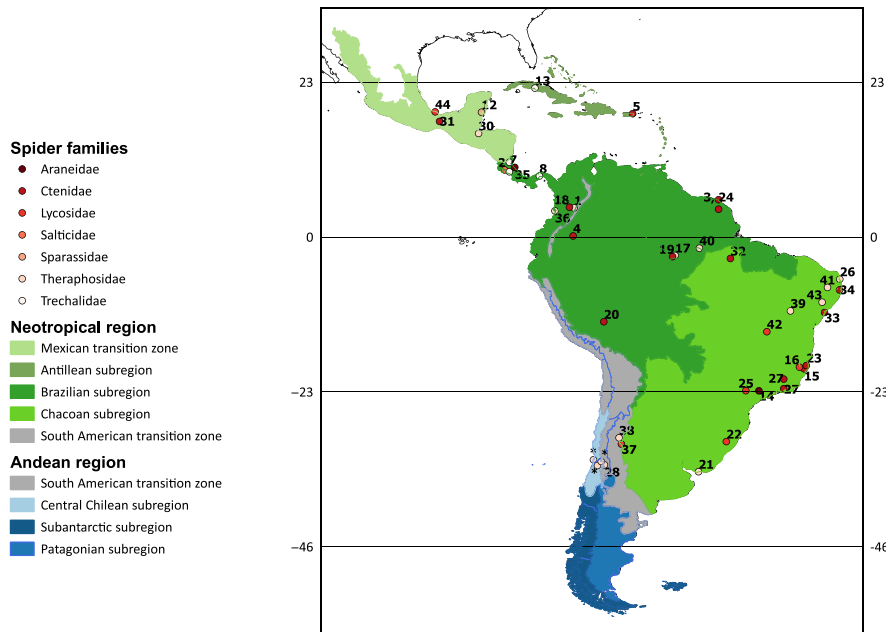 Spider families
Araneidae
Ctenidae
Lycosidae
Salticidae
Sparassidae
Theraphosidae
Trechalidae
Neotropical region
Mexican transition zone
Antillean subregion
Brazilian subregion
Chacoan subregion
South American transition zone
Andean region
South American transition zone
Central Chilean subregion
Subantarctic subregion
Patagonian subregion
23
23
0
0
−23
−23
−46
−46
13
44
12
5
31
30
2
7
35
8
18
1
36
3, 24
4
19
17
40
32
26
41
34
43
39
33
20
42
16
23
15
27
25
14
27
38
37
22
*
*
*
28
21